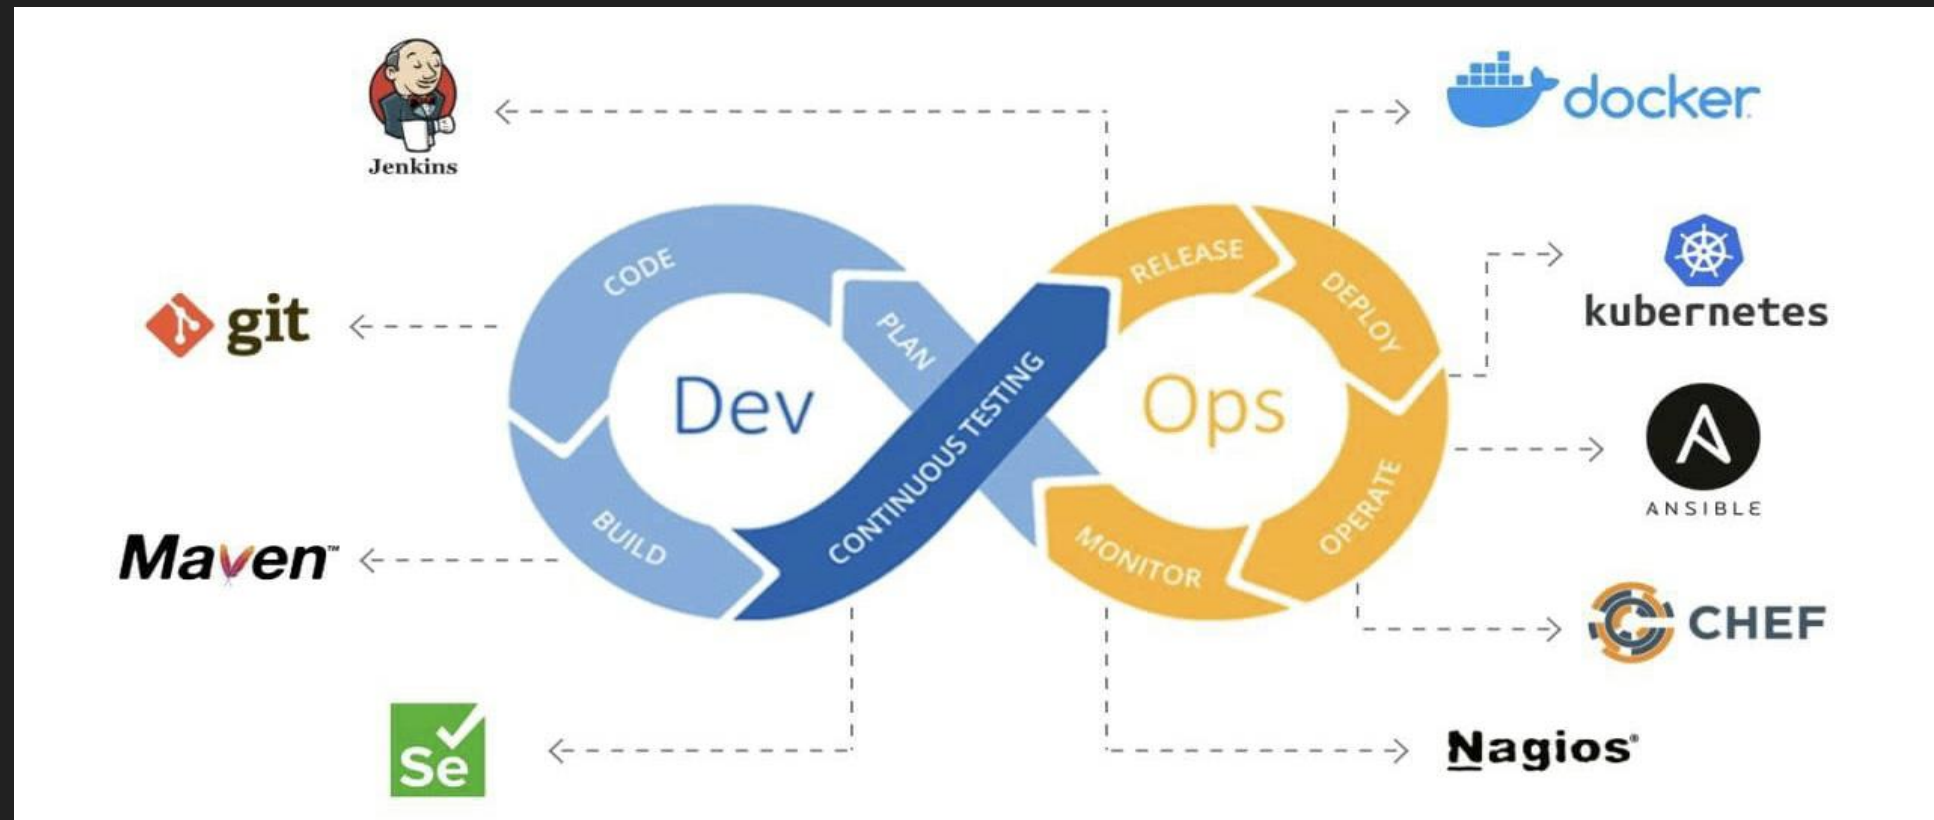 Jenkins
docker
git
kubernetes
CODE
PLAN
RELEASE
DEPLOY
Dev
Ops
CONTINUOUS TESTING
BUILD
MONITOR
OPERATE
ANSIBLE
Maven™
CHEF
Se
Nagios®